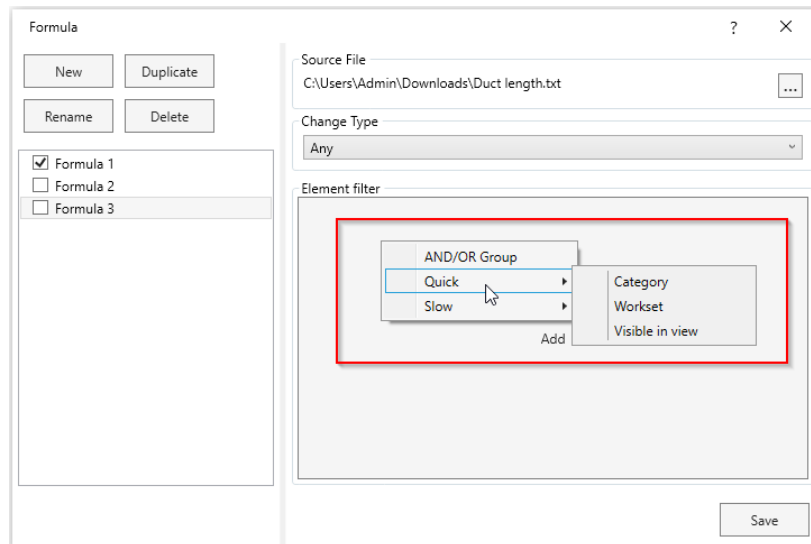 Formula
?
New
Duplicate
Rename
Delete
Formula 1
Formula 2
Formula 3
Source File
C:\Users\Admin\Downloads\Duct length.txt
...
Change Type
Any
Element filter
AND/OR Group
Quick
Slow
Category
Workset
Visible in view
Add
Save